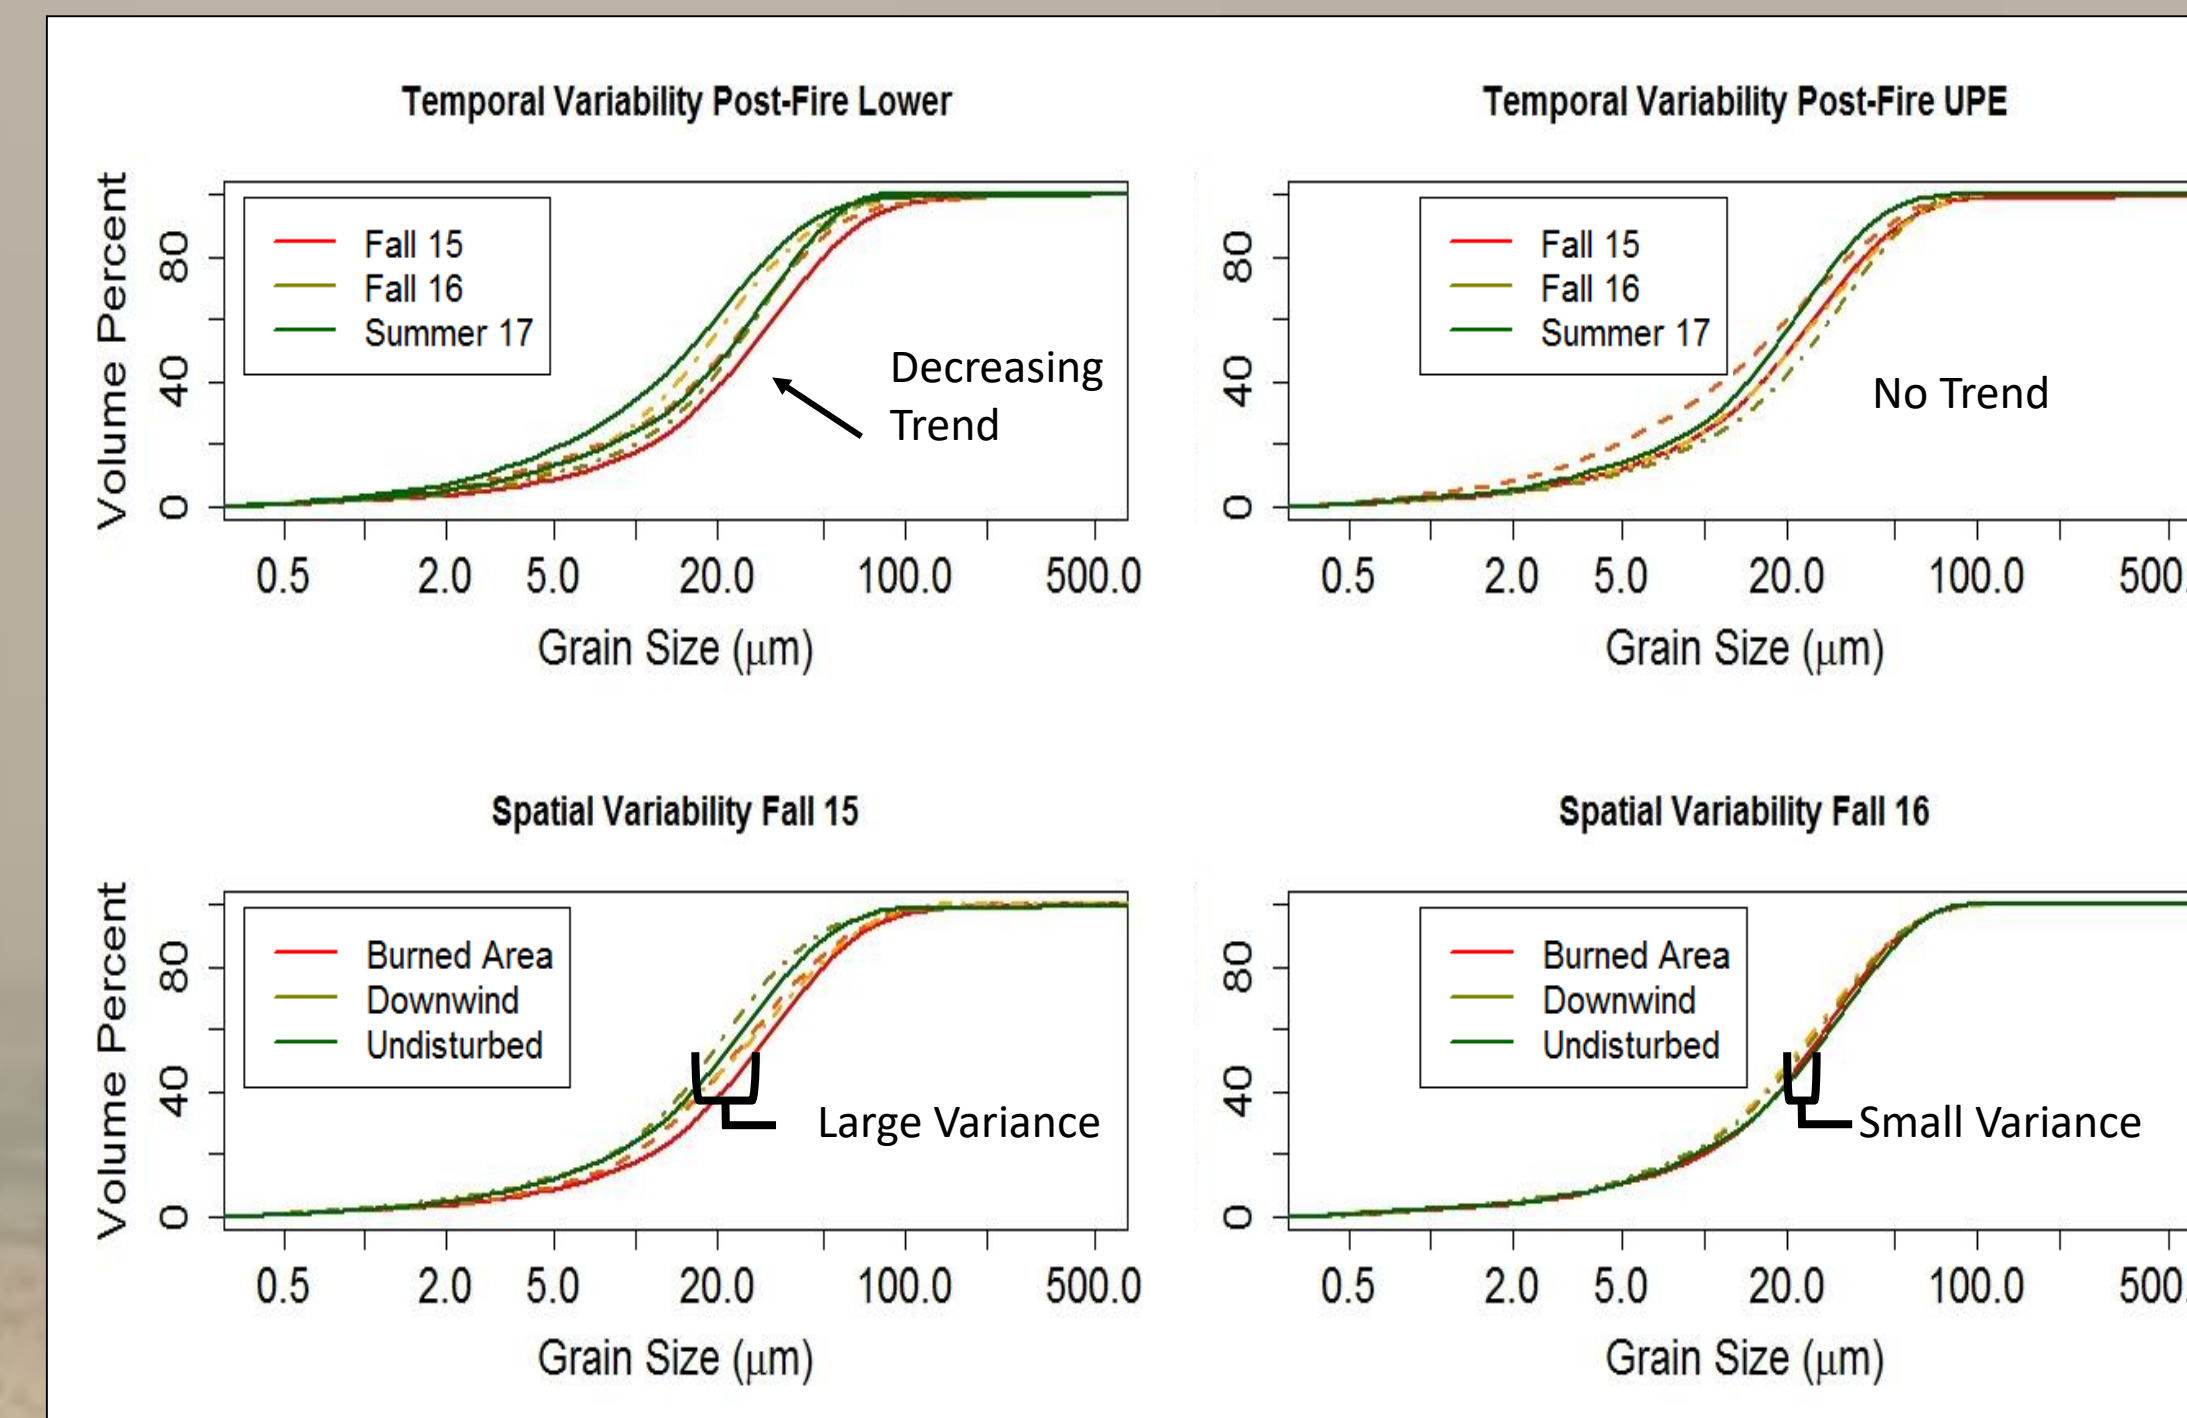 Temporal Variability Post-Fire Lower
Volume Percent
80
40
0
Fall 15
Fall 16
Summer 17
Decreasing
Trend
0.5 2.0 5.0 20.0 100.0 500.0
Grain Size (μm)
Temporal Variability Post-Fire UPE
80
40
0
Fall 15
Fall 16
Summer 17
No Trend
0.5 2.0 5.0 20.0 100.0 500.
Grain Size (μm)
Spatial Variability Fall 15
Volume Percent
80
40
0
Burned Area
Downwind
Undisturbed
Large Variance
0.5 2.0 5.0 20.0 100.0 500.0
Grain Size (μm)
Spatial Variability Fall 16
80
40
0
Burned Area
Downwind
Undisturbed
Small Variance
0.5 2.0 5.0 20.0 100.0 500.
Grain Size (μm)